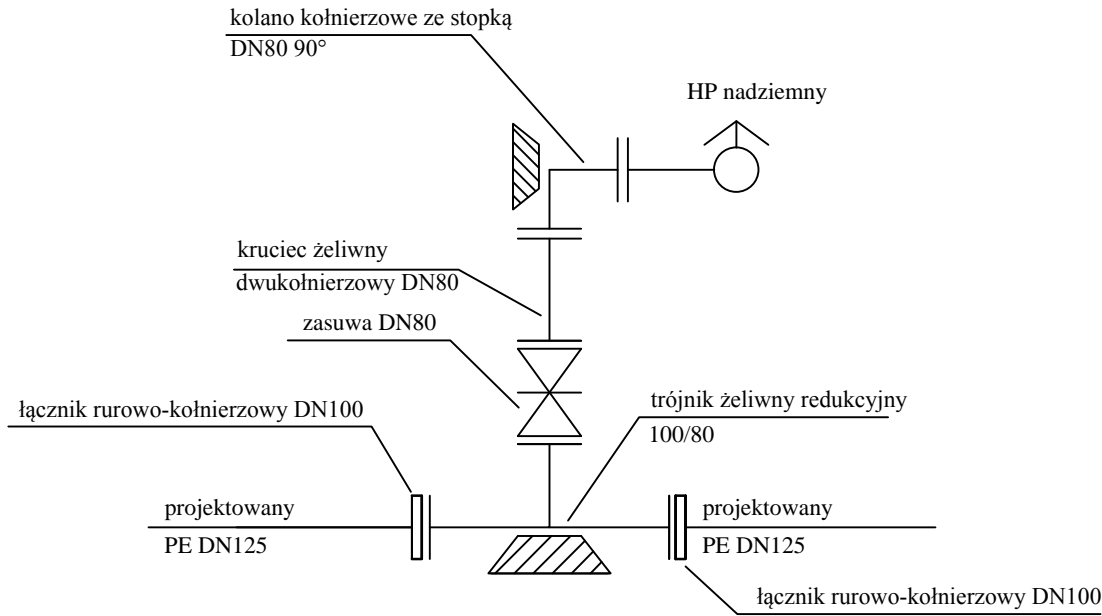 kolano kołnierzowe ze stopką
DN80 90°
HP nadziemny
kruciec żeliwny
dwukołnierzowy DN80
zasuwa DN80
łącznik rurowo-kołnierzowy DN100
trójnik żeliwny redukcyjny
100/80
projektowany
PE DN125
projektowany
PE DN125
łącznik rurowo-kołnierzowy DN100